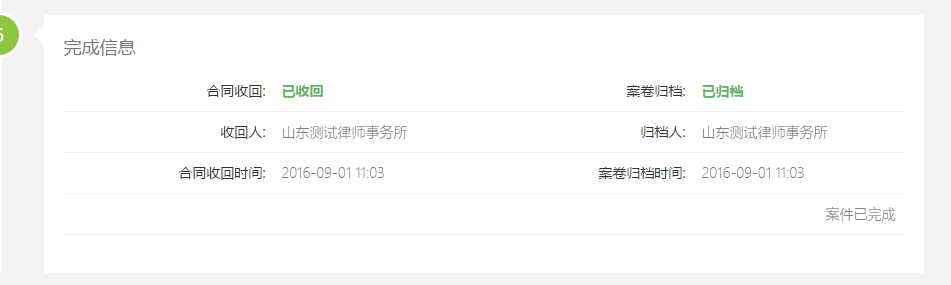 完成信息
合同收回: 已收回 案卷归档: 已归档
收回人: 山东测试律师事务所 归档人: 山东测试律师事务所
合同收回时间: 2016-09-01 11:03 案卷归档时间: 2016-09-01 11:03
案件已完成